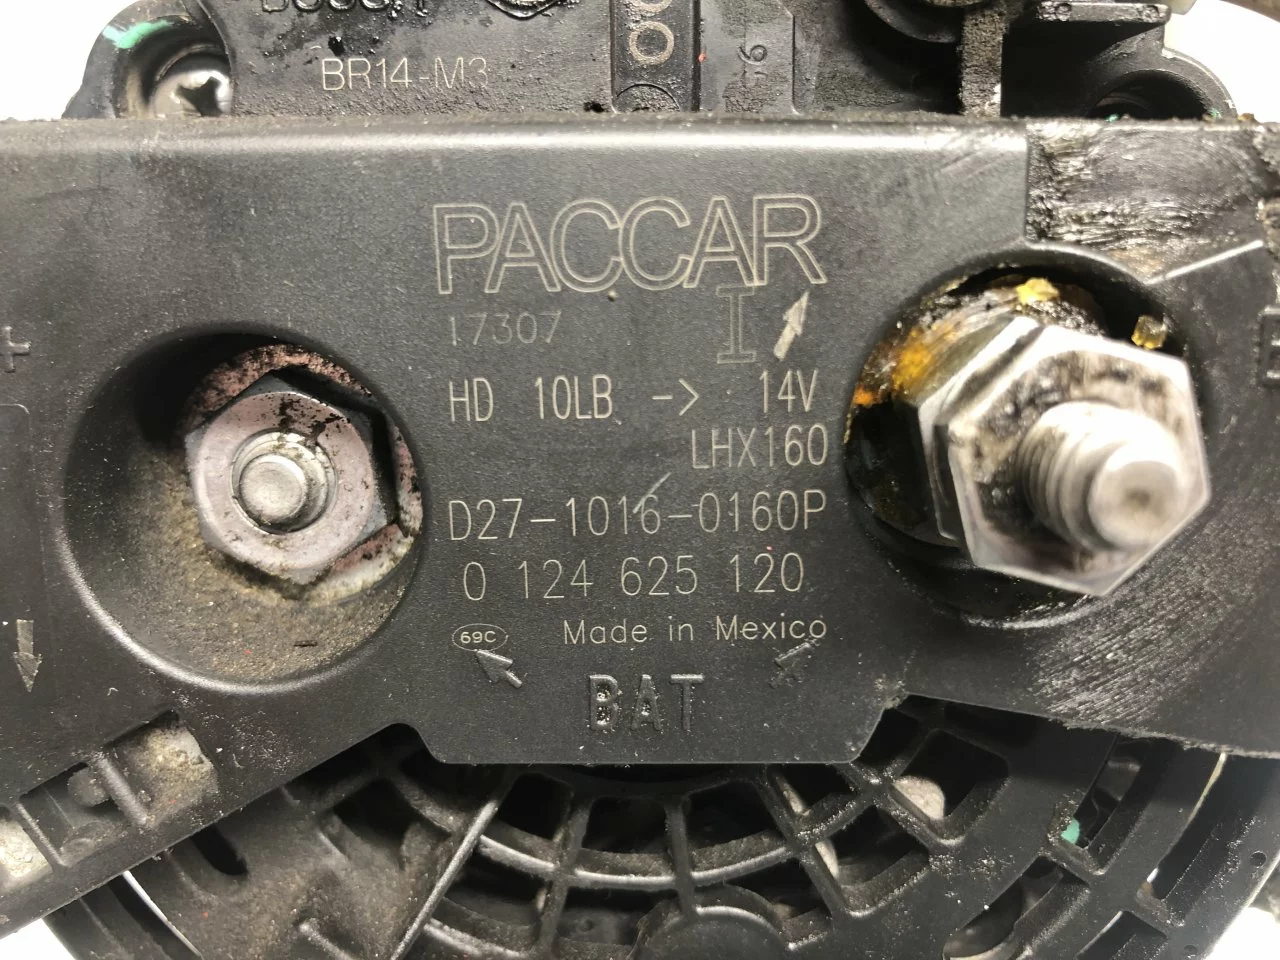 BOSCH
BR14-M3
PACCAR
17307 I
HD 10LB -> 14V
LHX160
D27-1016-0160P
0 124 625 120
69C Made in Mexico
BAT
+